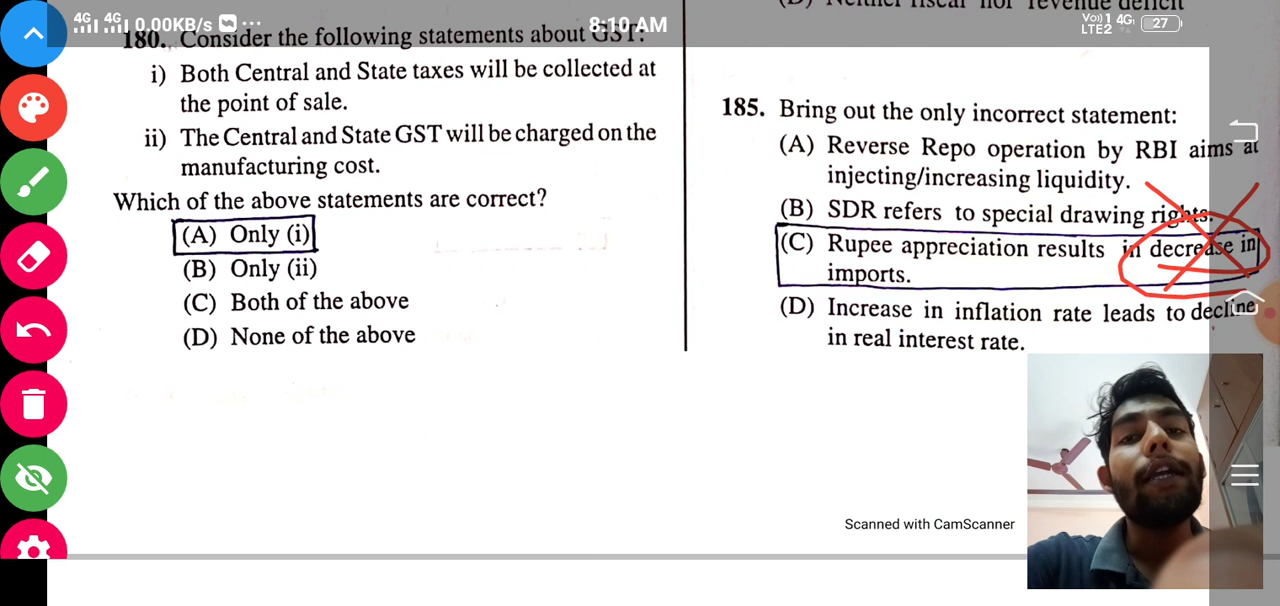 4G 4G 0.00KB/s ... 8:10 AM Vo)) 1 4G LTE2 27
180. Consider the following statements about GST:
i) Both Central and State taxes will be collected at
the point of sale.
ii) The Central and State GST will be charged on the
manufacturing cost.
Which of the above statements are correct?
(A) Only (i)
(B) Only (ii)
(C) Both of the above
(D) None of the above
(D) Neither fiscal nor revenue deficit
185. Bring out the only incorrect statement:
(A) Reverse Repo operation by RBI aims at
injecting/increasing liquidity.
(B) SDR refers to special drawing rights.
(C) Rupee appreciation results in decrease in
imports.
(D) Increase in inflation rate leads to decline
in real interest rate.
Scanned with CamScanner